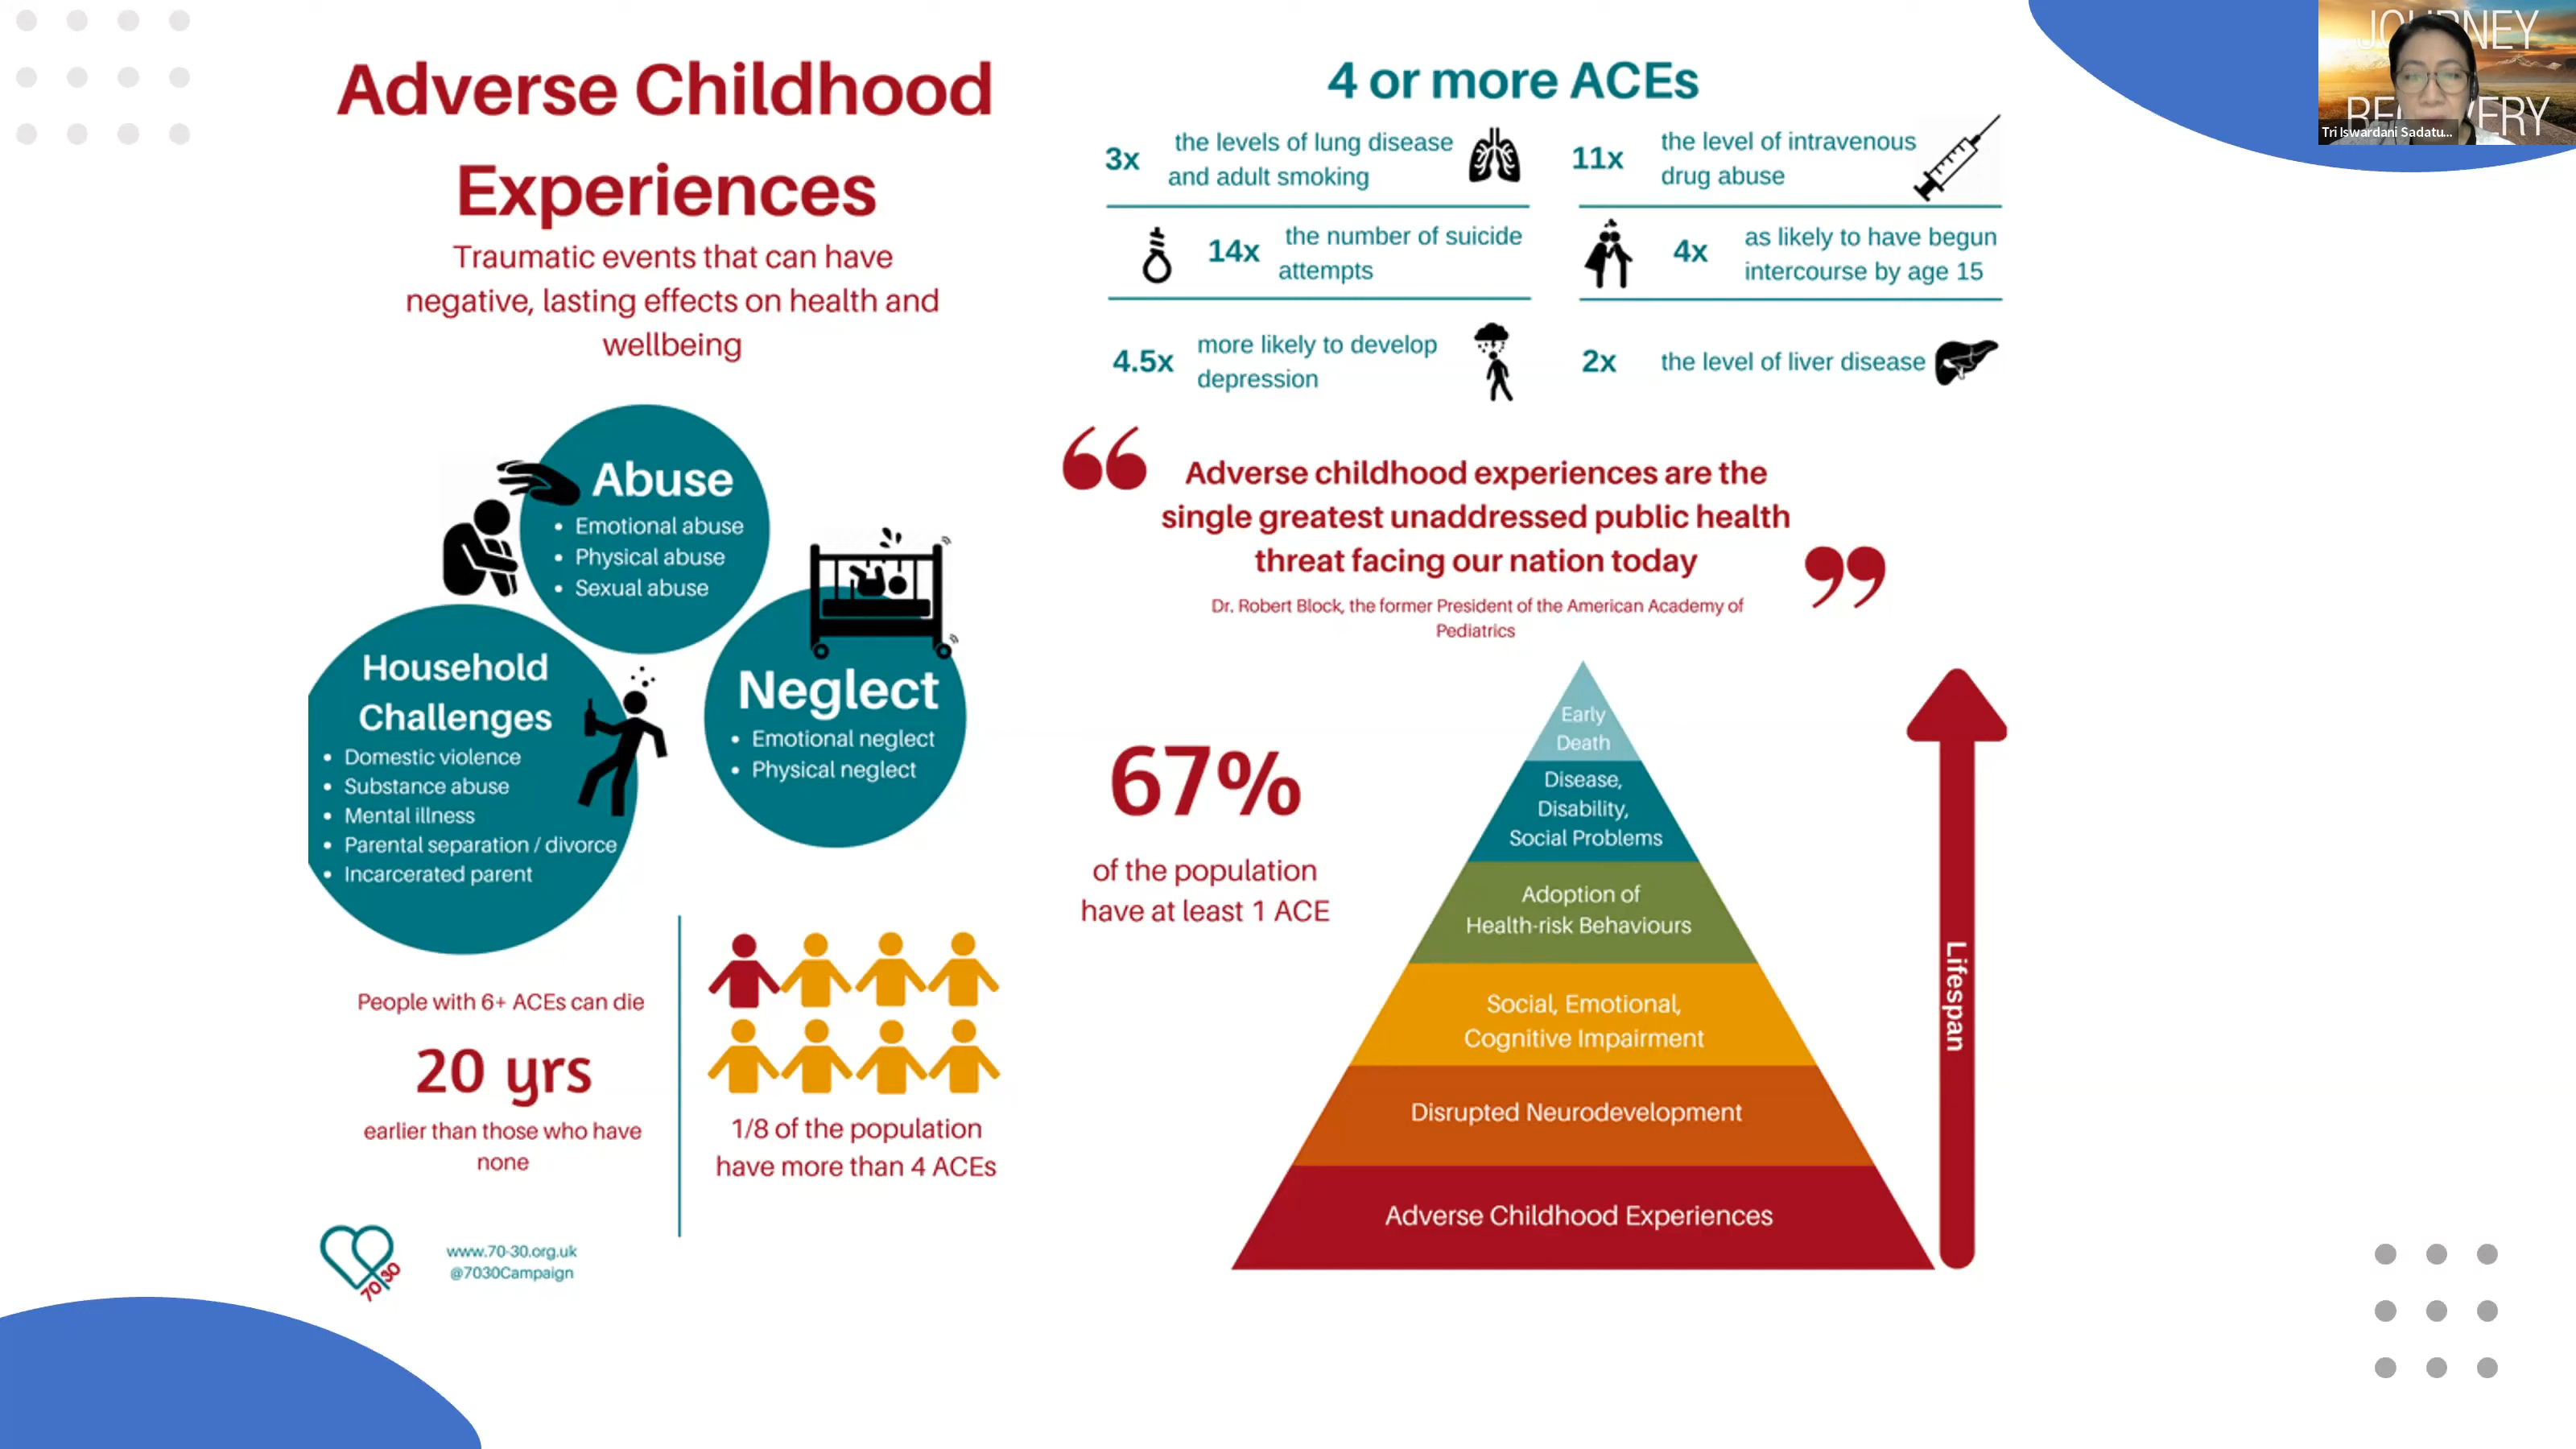 Adverse Childhood
Experiences
Traumatic events that can have
negative, lasting effects on health and
wellbeing
Abuse
• Emotional abuse
• Physical abuse
• Sexual abuse
Household
Challenges
• Domestic violence
• Substance abuse
• Mental illness
• Parental separation / divorce
• Incarcerated parent
Neglect
• Emotional neglect
• Physical neglect
People with 6+ ACEs can die
20 yrs
earlier than those who have
none
1/8 of the population
have more than 4 ACEs
70/30
www.70-30.org.uk
@7030Campaign
4 or more ACEs
3x
the levels of lung disease
and adult smoking
11x
the level of intravenous
drug abuse
14x
the number of suicide
attempts
4x
as likely to have begun
intercourse by age 15
4.5x
more likely to develop
depression
2x
the level of liver disease
“
Adverse childhood experiences are the
single greatest unaddressed public health
threat facing our nation today
”
Dr. Robert Block, the former President of the American Academy of
Pediatrics
67%
of the population
have at least 1 ACE
Early
Death
Disease,
Disability,
Social Problems
Adoption of
Health-risk Behaviours
Social, Emotional,
Cognitive Impairment
Disrupted Neurodevelopment
Adverse Childhood Experiences
Lifespan
Tri Iswardani Sadatu...